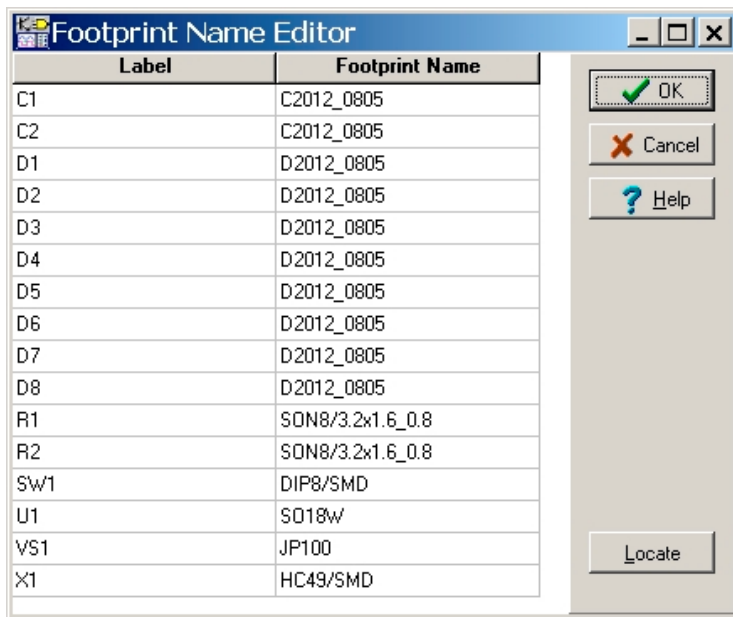 Footprint Name Editor
Label Footprint Name
C1 C2012_0805
C2 C2012_0805
D1 D2012_0805
D2 D2012_0805
D3 D2012_0805
D4 D2012_0805
D5 D2012_0805
D6 D2012_0805
D7 D2012_0805
D8 D2012_0805
R1 SON8/3.2x1.6_0.8
R2 SON8/3.2x1.6_0.8
SW1 DIP8/SMD
U1 SO18W
VS1 JP100
X1 HC49/SMD
OK
Cancel
Help
Locate